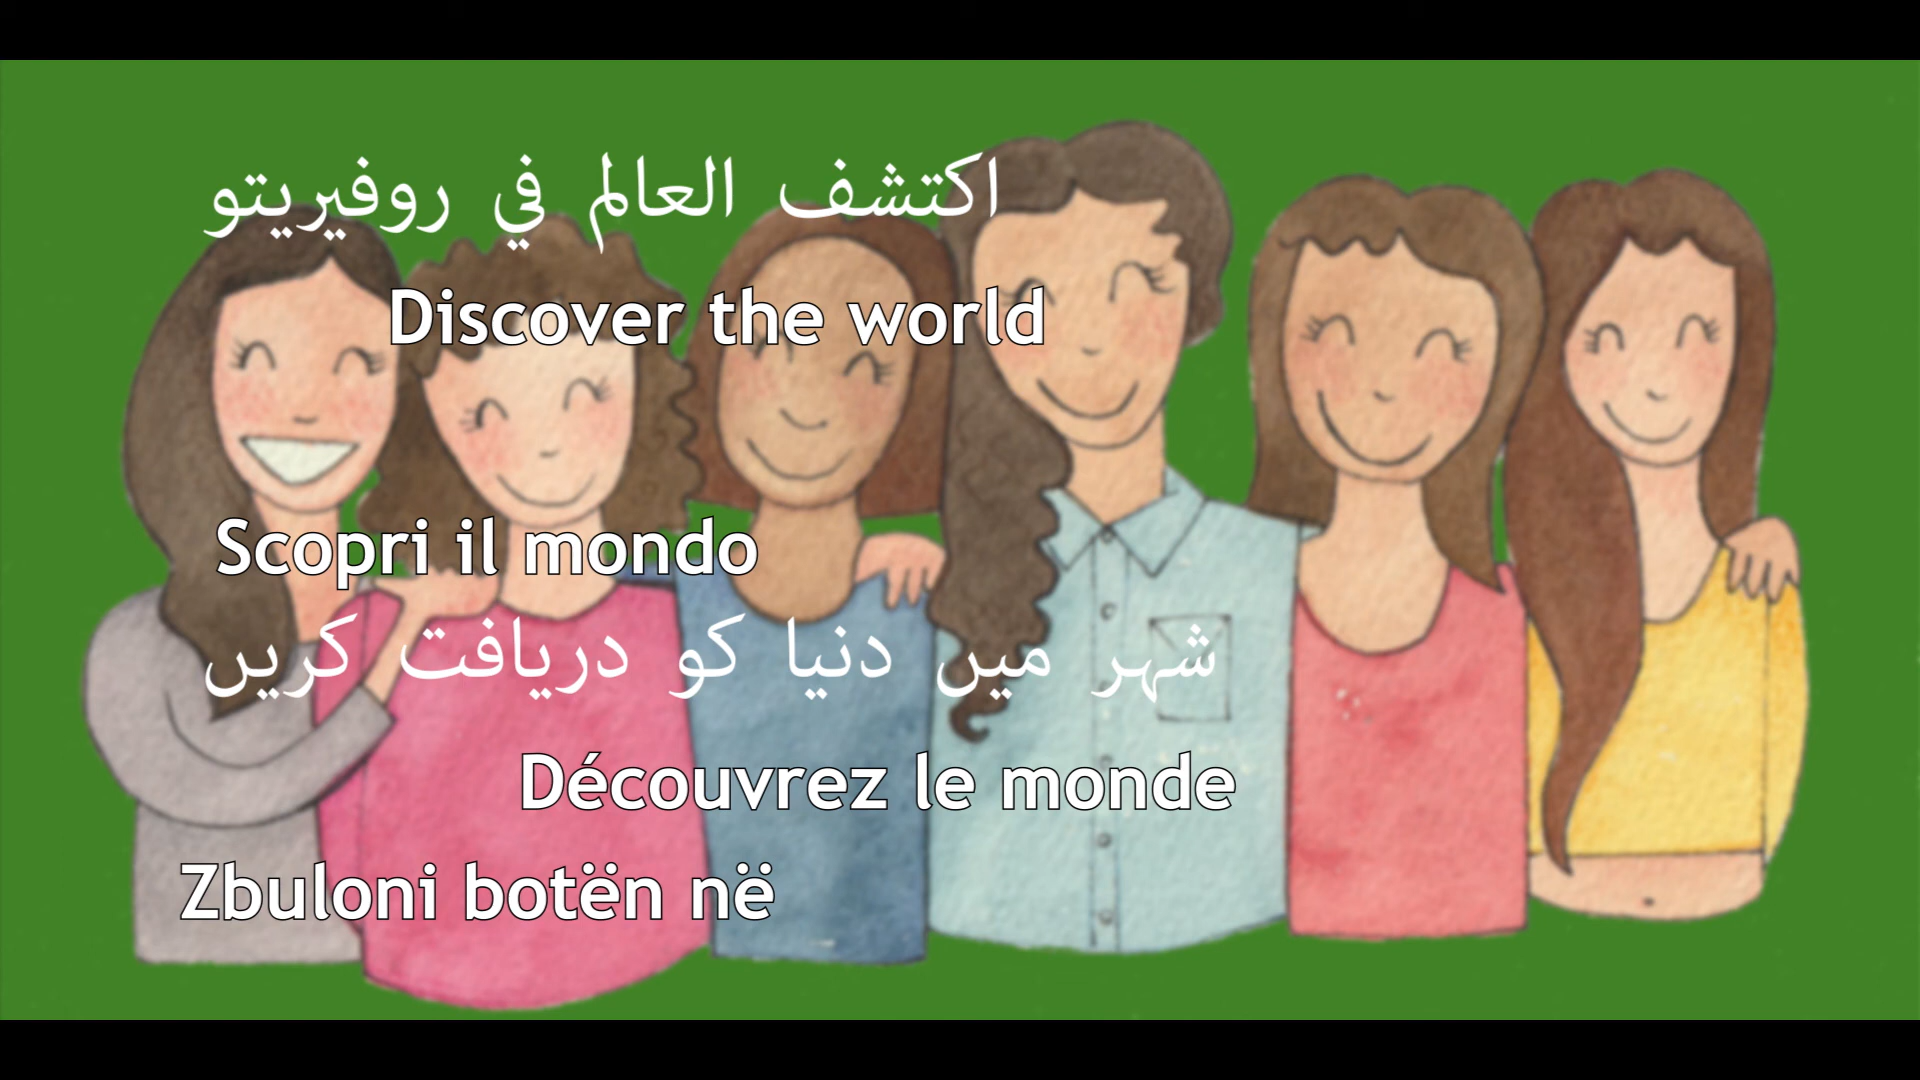 اكتشف العالم في روفيريتو
Discover the world
Scopri il mondo
شہر میں دنیا کو دریافت کریں
Découvrez le monde
Zbuloni botën në